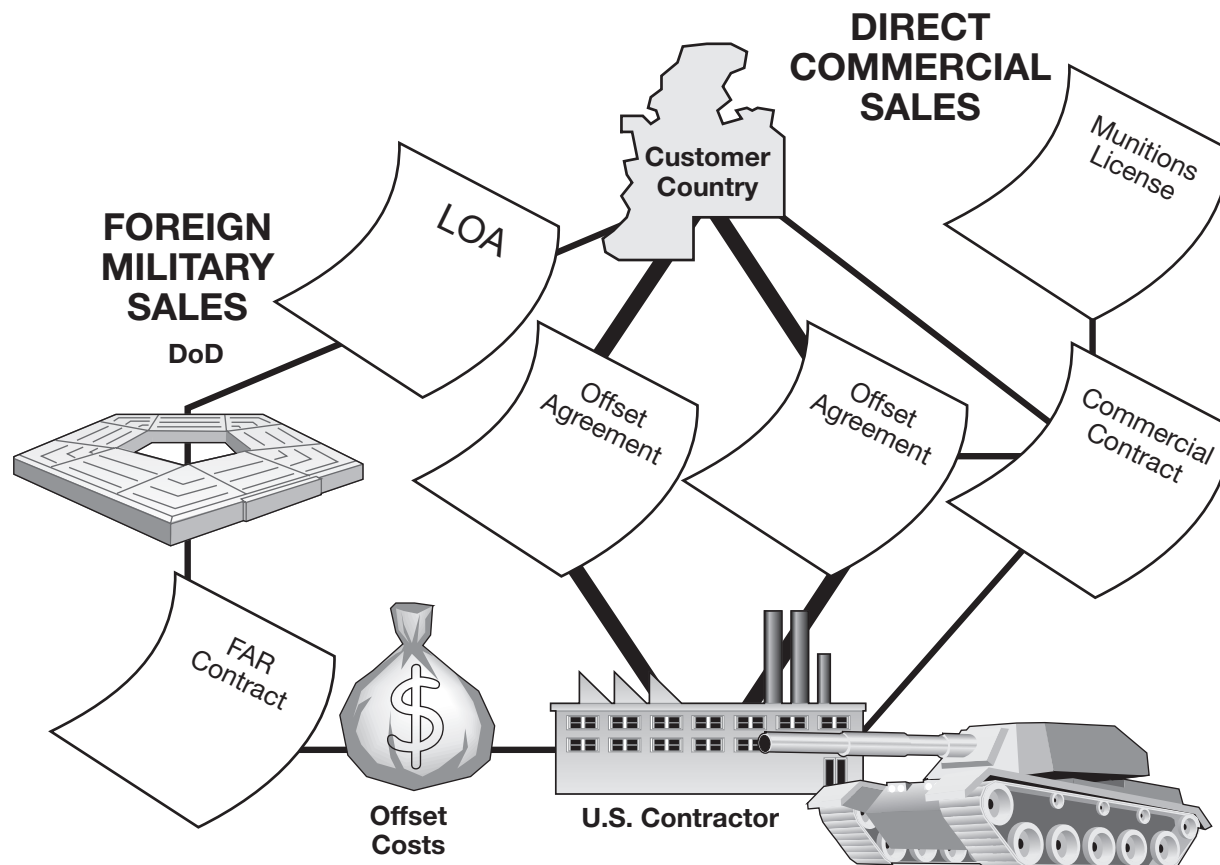 DIRECT
COMMERCIAL
SALES
Munitions
License
Customer
Country
LOA
FOREIGN
MILITARY
SALES
DoD
Offset
Agreement
Offset
Agreement
Commercial
Contract
FAR
Contract
$
Offset
Costs
U.S. Contractor